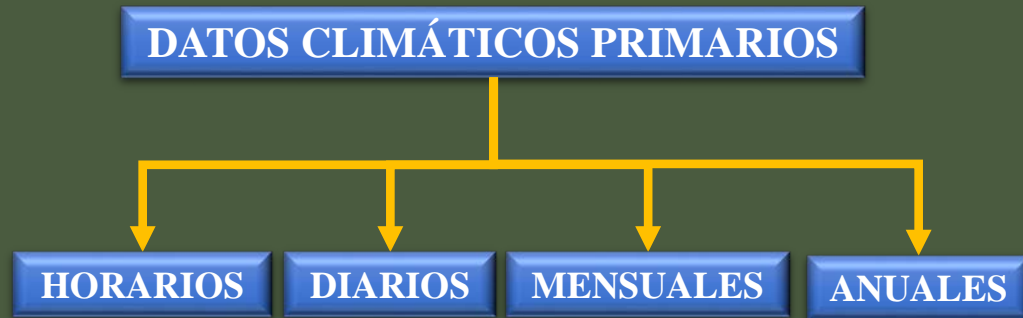 DATOS CLIMÁTICOS PRIMARIOS
HORARIOS
DIARIOS
MENSUALES
ANUALES